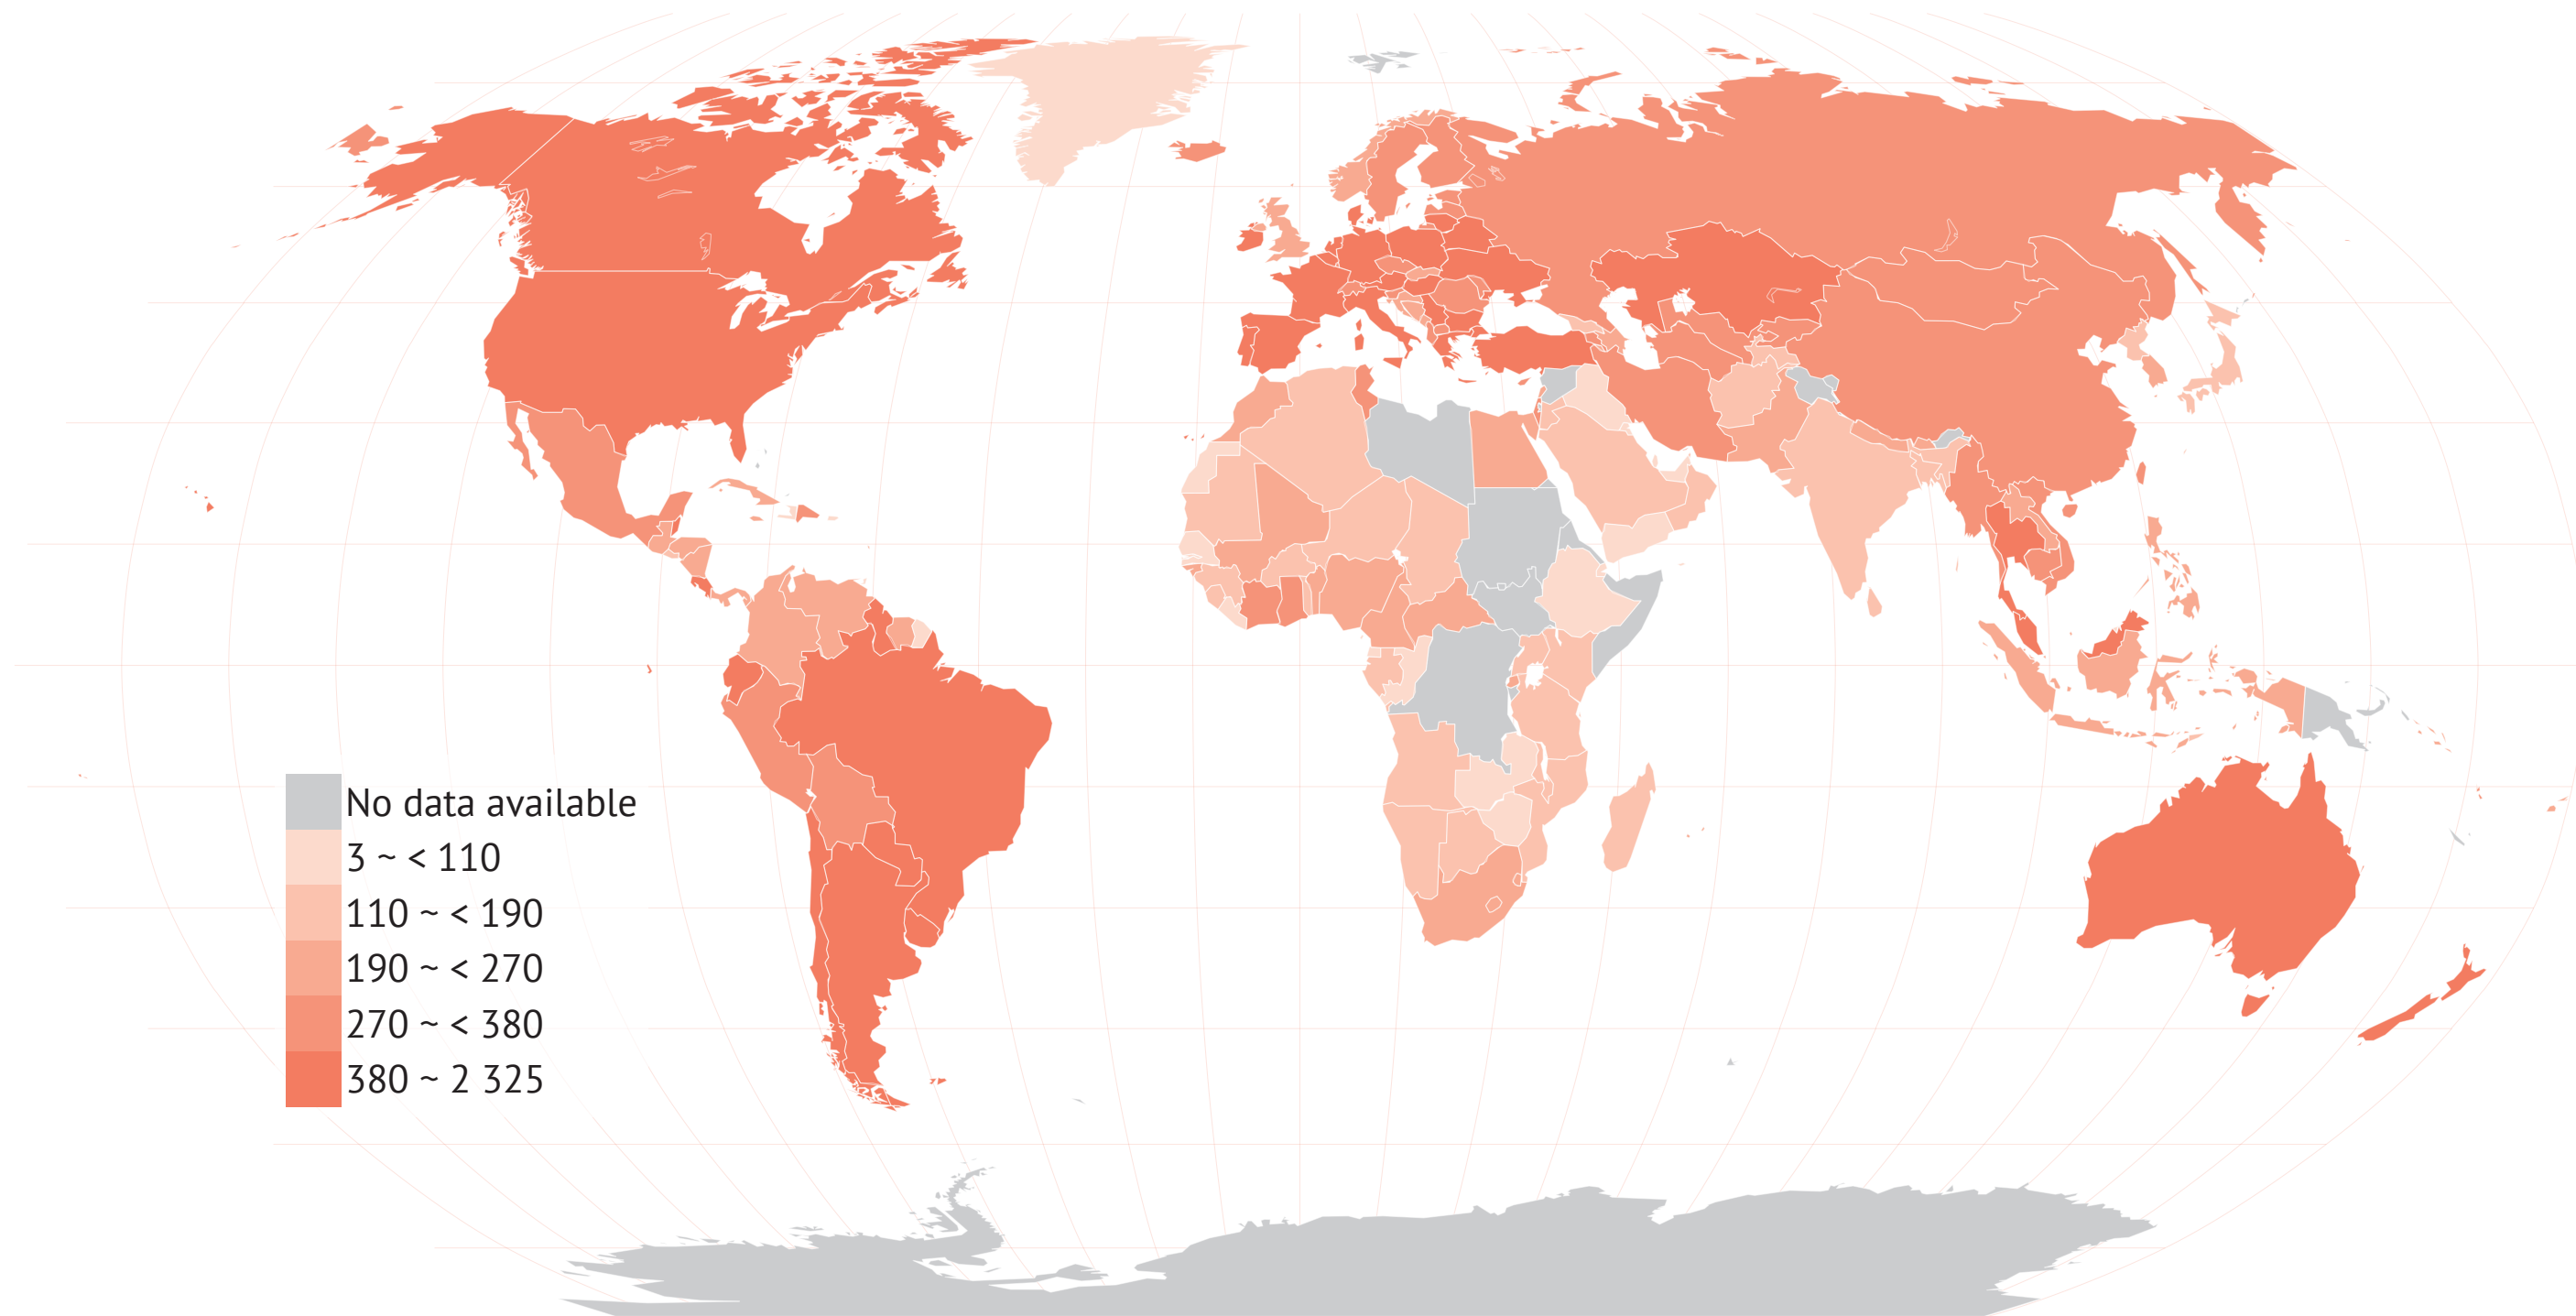 No data available
3 ~ < 110
110 ~ < 190
190 ~ < 270
270 ~ < 380
380 ~ 2 325